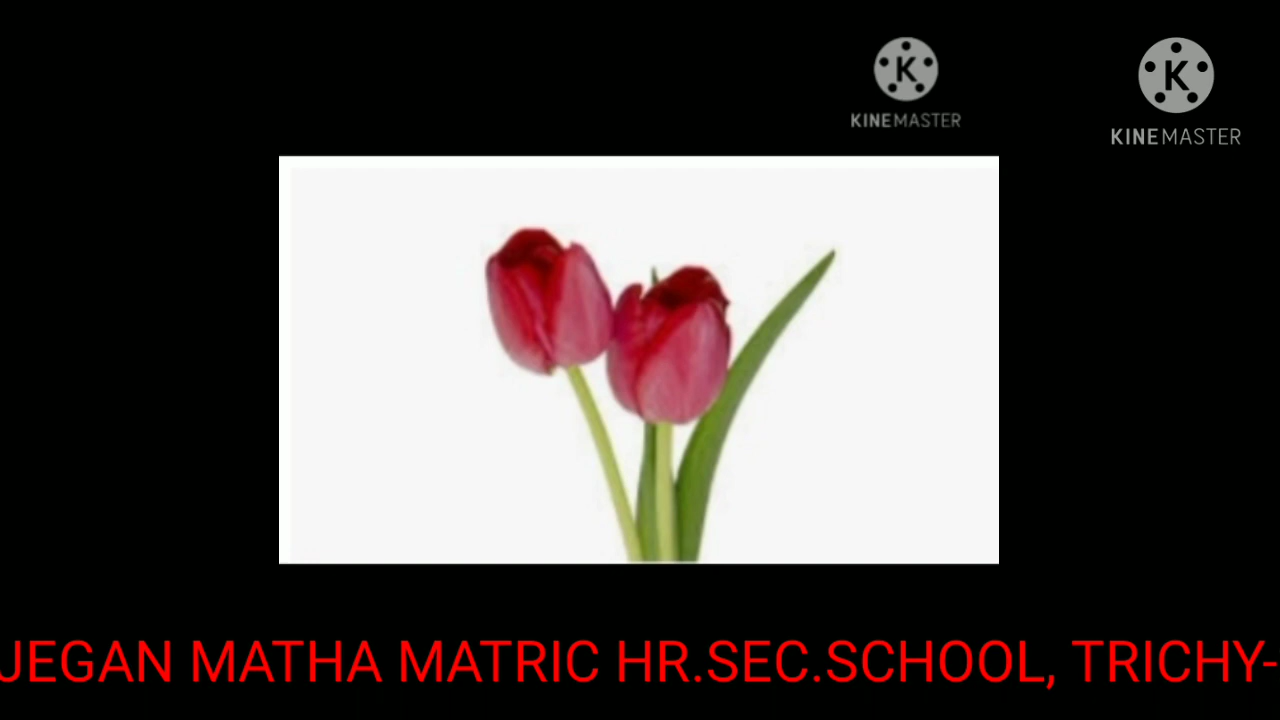 K
KINEMASTER
K
KINEMASTER
JEGAN MATHA MATRIC HR.SEC.SCHOOL, TRICHY-